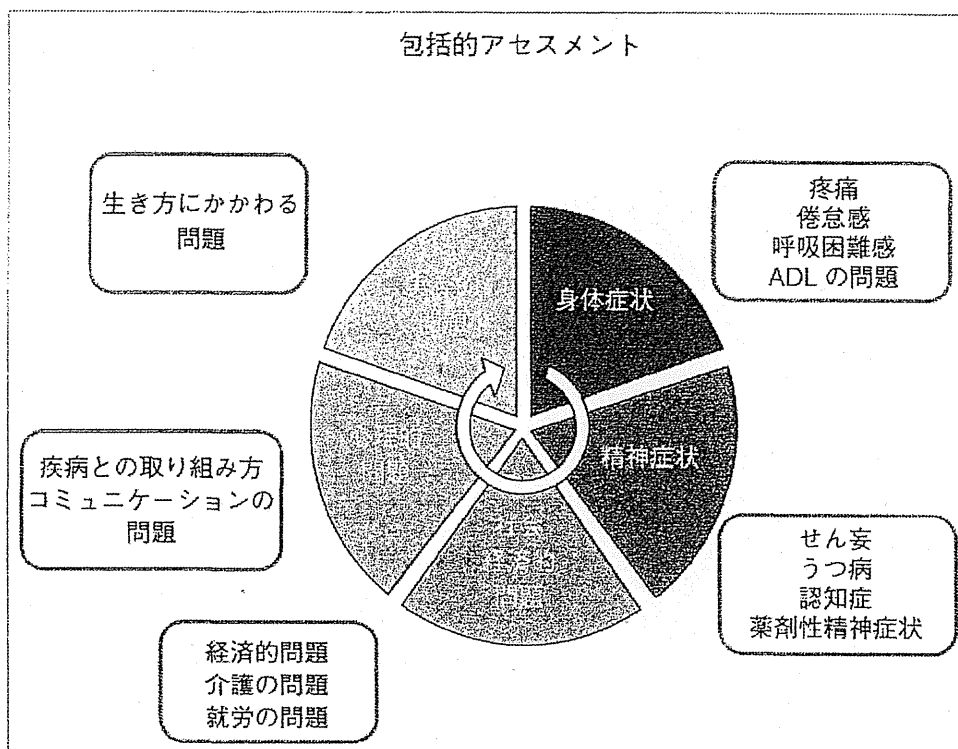 包括的アセスメント
生き方にかかわる
問題
疼痛
倦怠感
呼吸困難感
ADL の問題
身体症状
精神症状
疾病との取り組み方
コミュニケーションの
問題
せん妄
うつ病
認知症
薬剤性精神症状
経済的問題
介護の問題
就労の問題